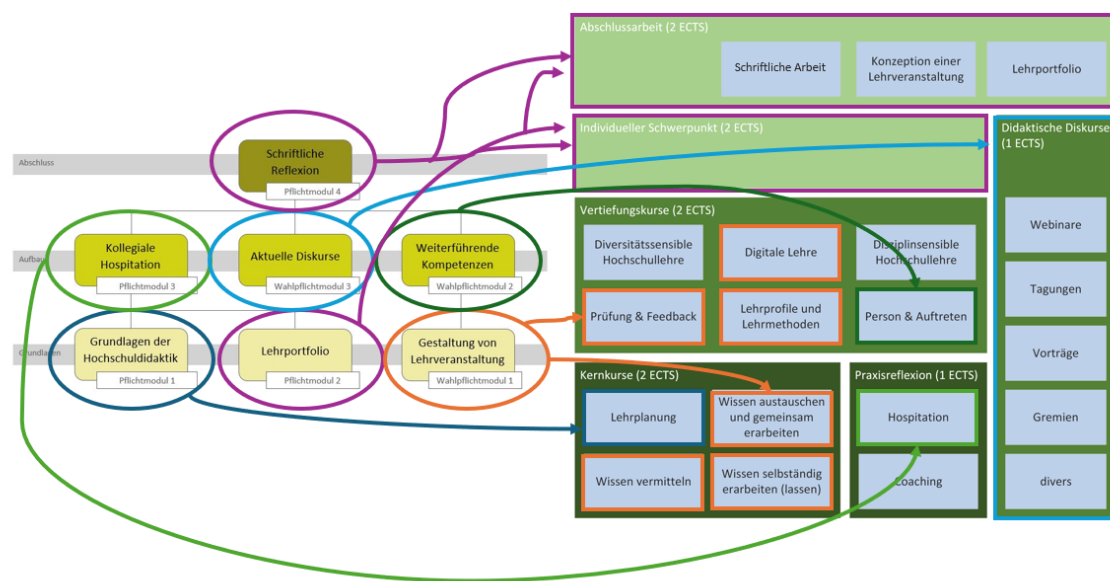 Abschluss
Schriftliche
Reflexion
Pflichtmodul 4
Aufbau
Kollegiale
Hospitation
Pflichtmodul 3
Aktuelle Diskurse
Wahlpflichtmodul 3
Weiterführende
Kompetenzen
Wahlpflichtmodul 2
Grundlagen
Grundlagen der
Hochschuldidaktik
Pflichtmodul 1
Lehrportfolio
Pflichtmodul 2
Gestaltung von
Lehrveranstaltung
Wahlpflichtmodul 1
Abschlussarbeit (2 ECTS)
Schriftliche Arbeit
Konzeption einer
Lehrveranstaltung
Lehrportfolio
Individueller Schwerpunkt (2 ECTS)
Didaktische Diskurse
(1 ECTS)
Webinare
Tagungen
Vorträge
Gremien
divers
Vertiefungskurse (2 ECTS)
Diversitätssensible
Hochschullehre
Digitale Lehre
Disziplinsensible
Hochschullehre
Prüfung & Feedback
Lehrprofile und
Lehrmethoden
Person & Auftreten
Kernkurse (2 ECTS)
Lehrplanung
Wissen austauschen
und gemeinsam
erarbeiten
Wissen vermitteln
Wissen selbständig
erarbeiten (lassen)
Praxisreflexion (1 ECTS)
Hospitation
Coaching